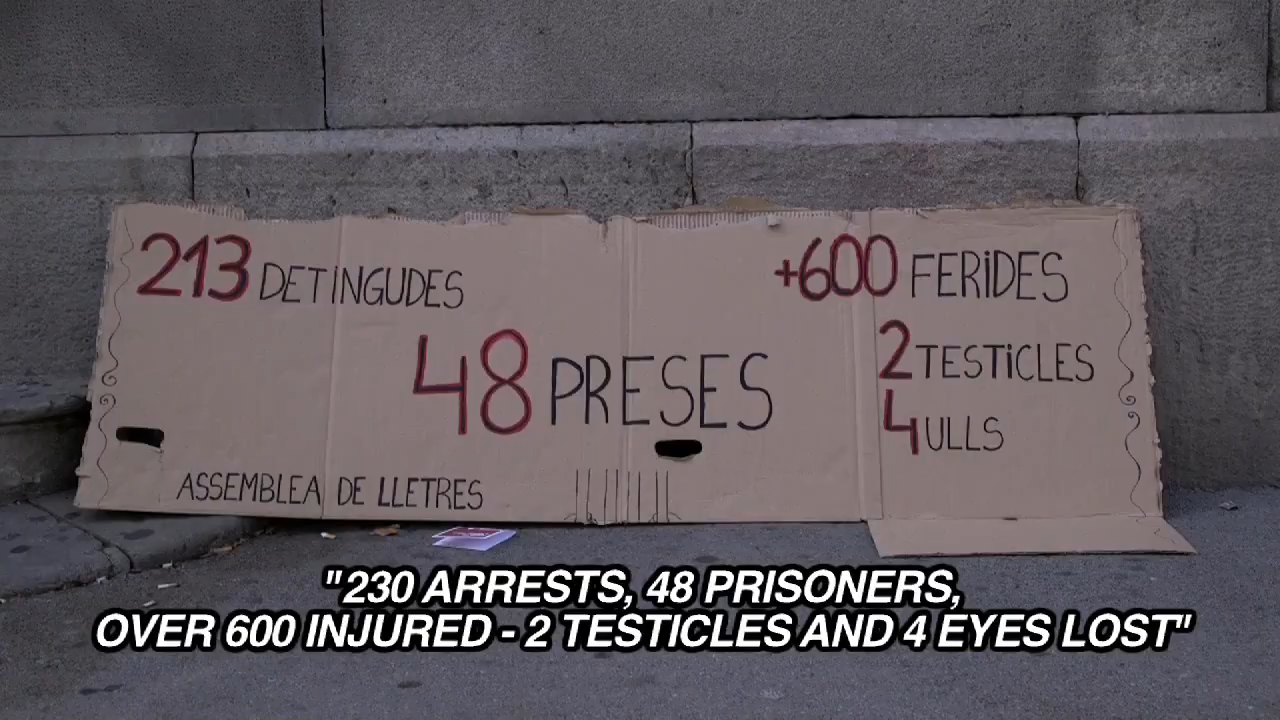 213 DETINGUDES
+600 FERIDES
48 PRESES
2 TESTICLES
4 ULLS
ASSEMBLEA DE LLETRES
"230 ARRESTS, 48 PRISONERS,
OVER 600 INJURED - 2 TESTICLES AND 4 EYES LOST"